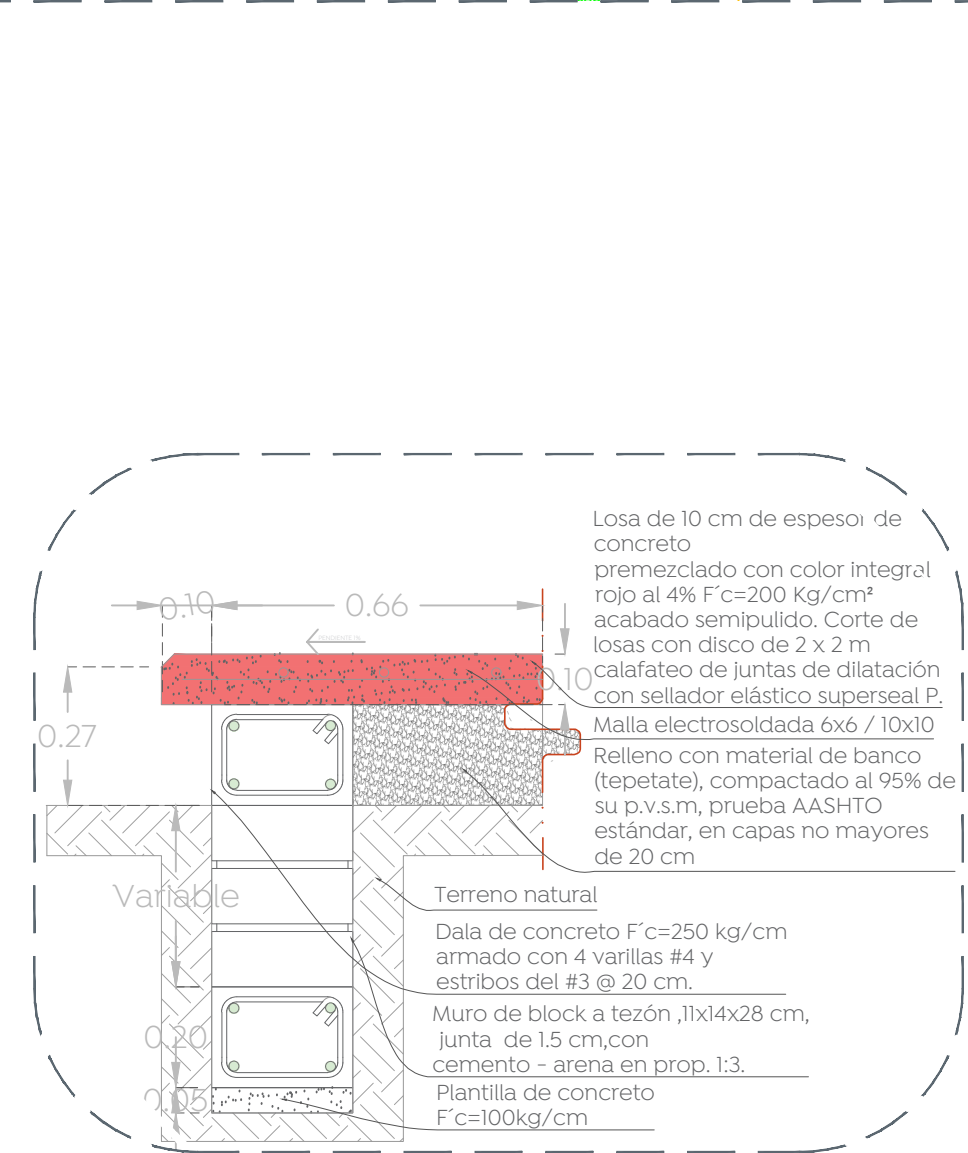 Losa de 10 cm de espesor de
concreto
premezclado con color integral
rojo al 4% F´c=200 Kg/cm²
acabado semipulido. Corte de
losas con disco de 2 x 2 m
calafateo de juntas de dilatación
con sellador elástico superseal P.
0.10
0.66
0.10
0.27
Malla electrosoldada 6x6 / 10x10
Relleno con material de banco
(tepetate), compactado al 95% de
su p.v.s.m, prueba AASHTO
estándar, en capas no mayores
de 20 cm
Variable
Terreno natural
Dala de concreto F´c=250 kg/cm
armado con 4 varillas #4 y
estribos del #3 @ 20 cm.
Muro de block a tezón ,11x14x28 cm,
junta de 1.5 cm,con
cemento - arena en prop. 1:3.
0.20
0.05
Plantilla de concreto
F´c=100kg/cm